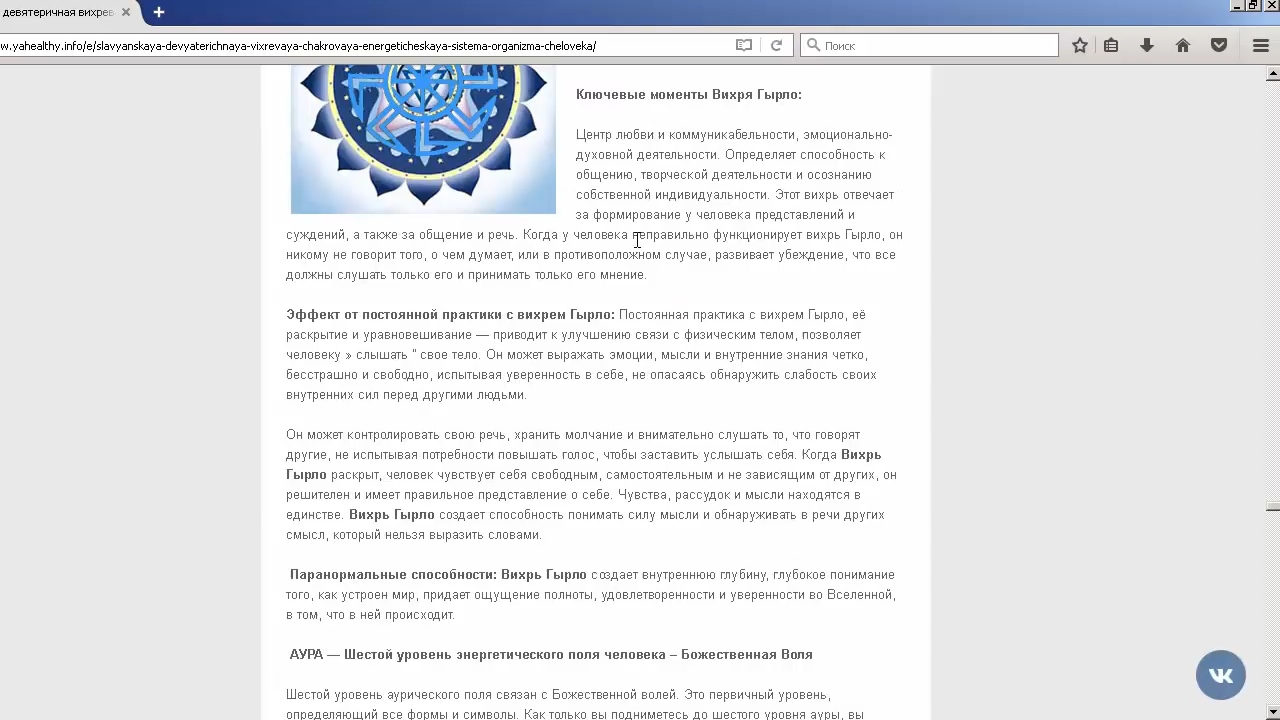 девятеричная вихрев
w.yahealthy.info/e/slavyanskaya-devyaterichnaya-vixrevaya-chakrovaya-energeticheskaya-sistema-organizma-cheloveka/
Поиск
Ключевые моменты Вихря Гырло:
Центр любви и коммуникабельности, эмоционально-
духовной деятельности. Определяет способность к
общению, творческой деятельности и осознанию
собственной индивидуальности. Этот вихрь отвечает
за формирование у человека представлений и
суждений, а также за общение и речь. Когда у человека неправильно функционирует вихрь Гырло, он
никому не говорит того, о чем думает, или в противоположном случае, развивает убеждение, что все
должны слушать только его и принимать только его мнение.
Эффект от постоянной практики с вихрем Гырло: Постоянная практика с вихрем Гырло, её
раскрытие и уравновешивание — приводит к улучшению связи с физическим телом, позволяет
человеку » слышать " свое тело. Он может выражать эмоции, мысли и внутренние знания четко,
бесстрашно и свободно, испытывая уверенность в себе, не опасаясь обнаружить слабость своих
внутренних сил перед другими людьми.
Он может контролировать свою речь, хранить молчание и внимательно слушать то, что говорят
другие, не испытывая потребности повышать голос, чтобы заставить услышать себя. Когда Вихрь
Гырло раскрыт, человек чувствует себя свободным, самостоятельным и не зависящим от других, он
решителен и имеет правильное представление о себе. Чувства, рассудок и мысли находятся в
единстве. Вихрь Гырло создает способность понимать силу мысли и обнаруживать в речи других
смысл, который нельзя выразить словами.
Паранормальные способности: Вихрь Гырло создает внутреннюю глубину, глубокое понимание
того, как устроен мир, придает ощущение полноты, удовлетворенности и уверенности во Вселенной,
в том, что в ней происходит.
АУРА — Шестой уровень энергетического поля человека – Божественная Воля
Шестой уровень аурического поля связан с Божественной волей. Это первичный уровень,
определяющий все формы и символы. Как только вы подниметесь до шестого уровня ауры, вы